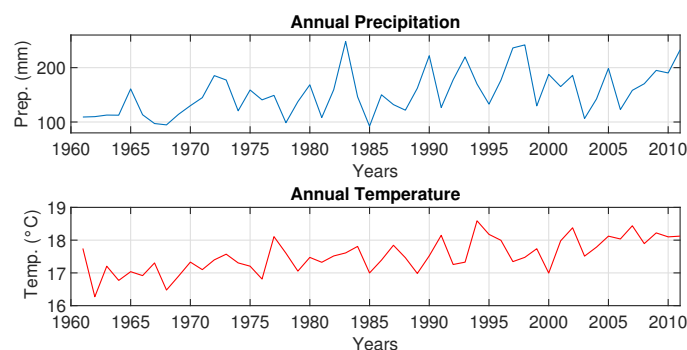 Annual Precipitation
Prep. (mm)
200
100
1960 1965 1970 1975 1980 1985 1990 1995 2000 2005 2010
Years
Annual Temperature
Temp. (°C)
19
18
17
16
1960 1965 1970 1975 1980 1985 1990 1995 2000 2005 2010
Years